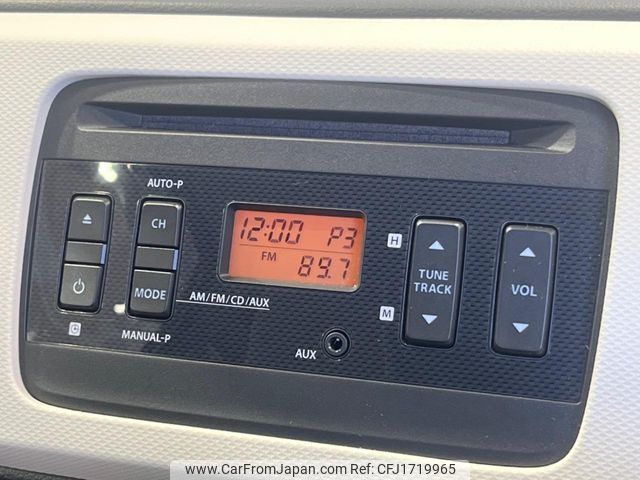 AUTO-P
CH
MODE
AM/FM/CD/AUX
MANUAL-P
12:00 P3
FM
89.7
AUX
H
M
TUNE
TRACK
VOL
www.CarFromJapan.com Ref No: CFJ1719965